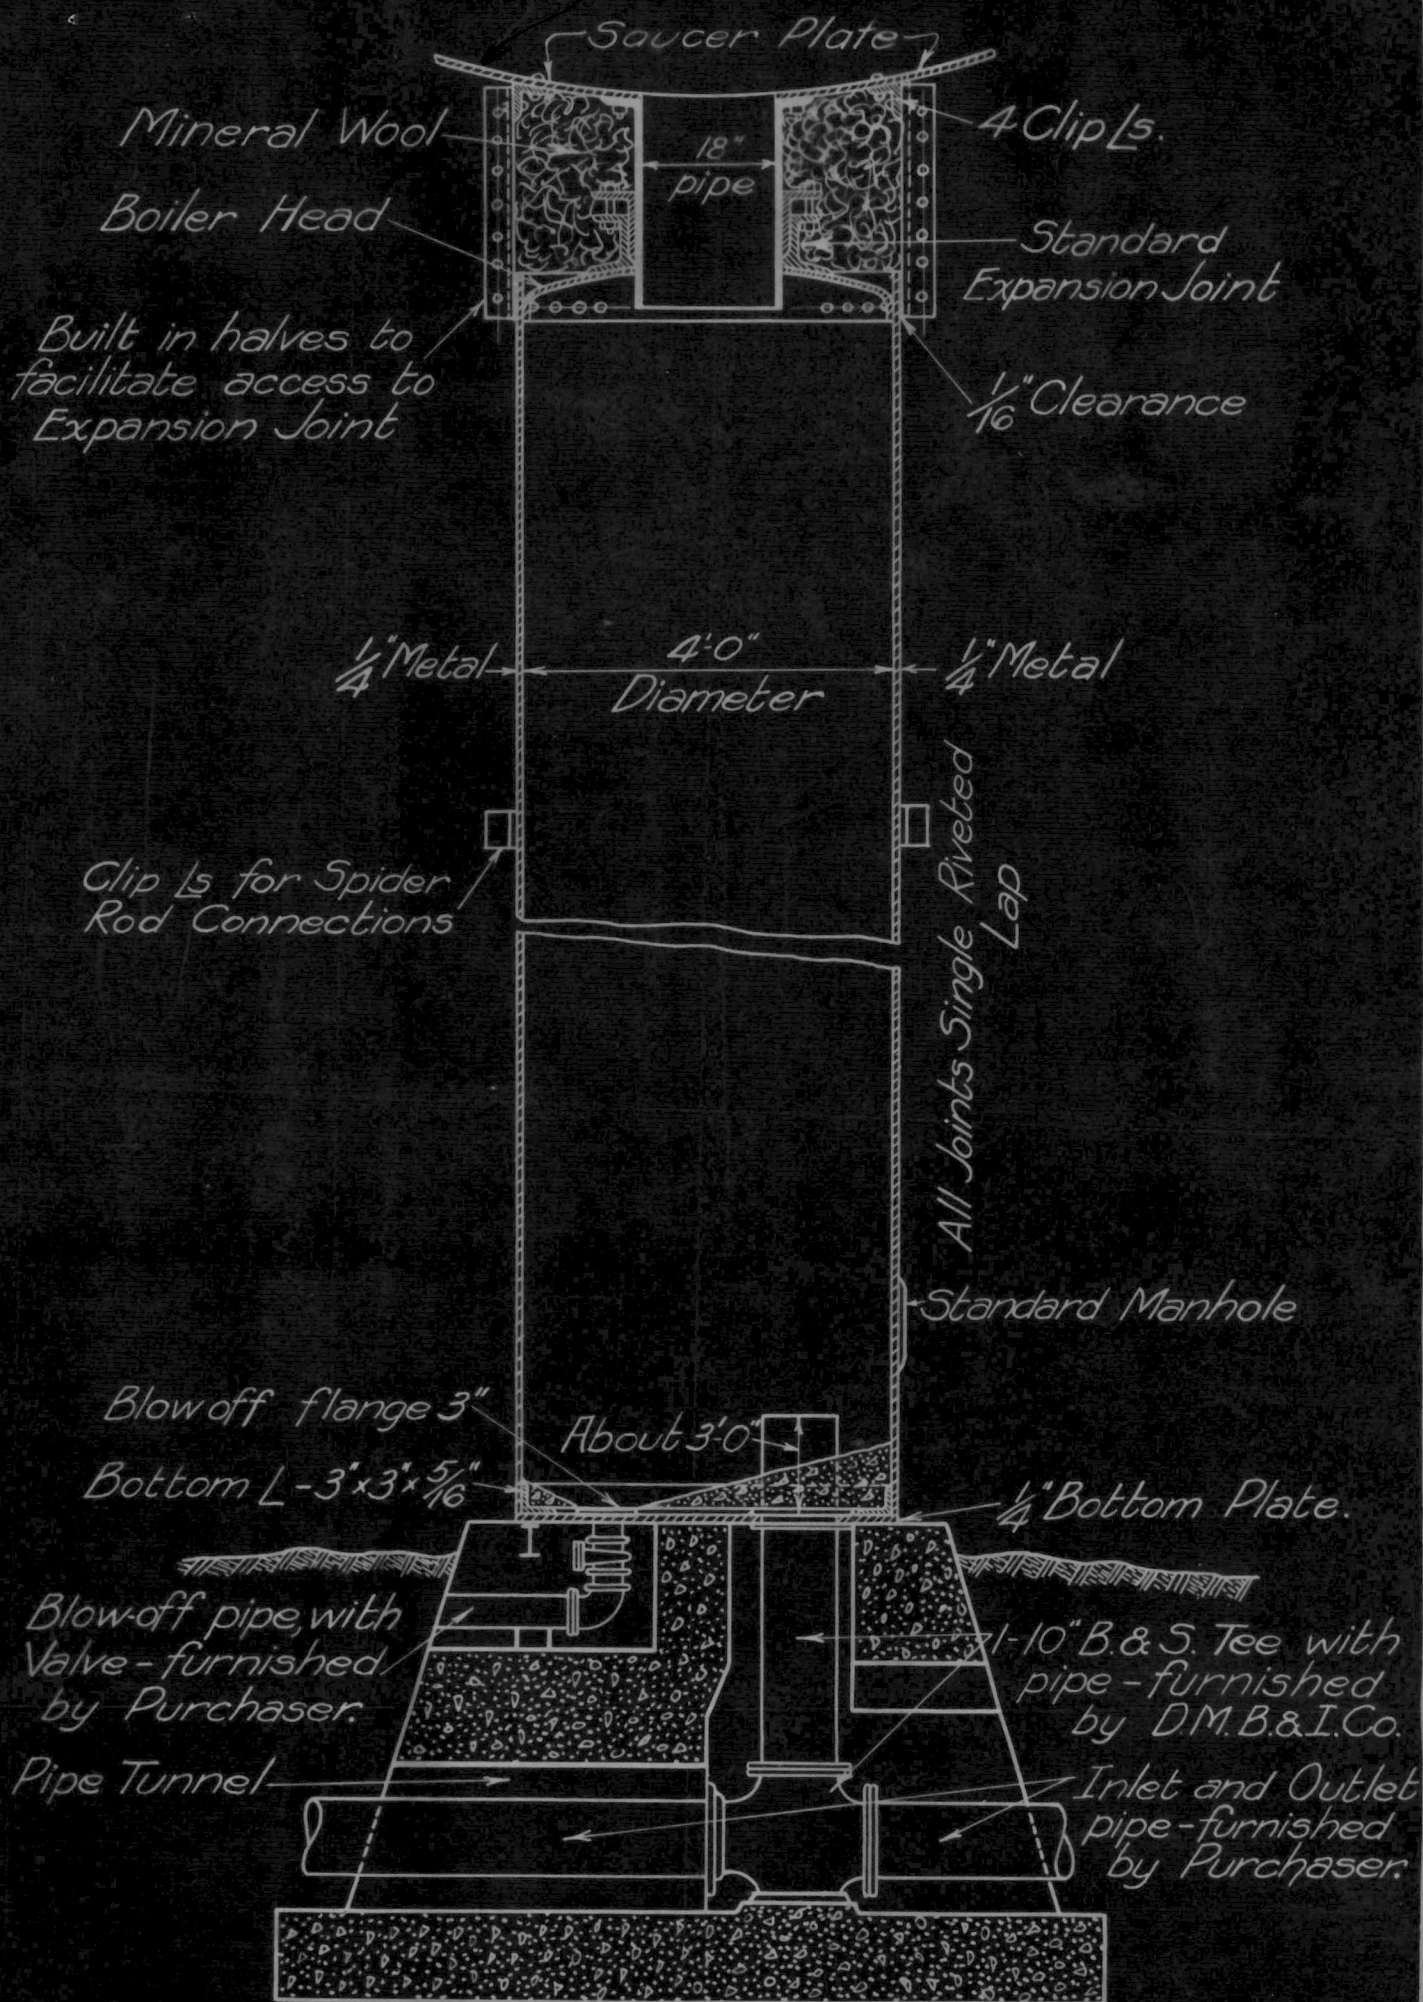 Saucer Plate
Mineral Wool
4 Clip Ls.
18"
pipe
Boiler Head
Standard
Expansion Joint
Built in halves to
facilitate access to
Expansion Joint
1/16" Clearance
1/4" Metal
4'-0"
Diameter
1/4" Metal
All Joints Single Riveted
Lap
Clip Ls for Spider
Rod Connections
Standard Manhole
Blow off flange 3"
About 3'-0"
Bottom L - 3" x 3" x 5/16"
1/4" Bottom Plate.
Blow-off pipe, with
Valve - furnished
by Purchaser.
1-10" B. & S. Tee with
pipe - furnished
by D.M.B. & I. Co.
Pipe Tunnel
Inlet and Outlet
pipe - furnished
by Purchaser.